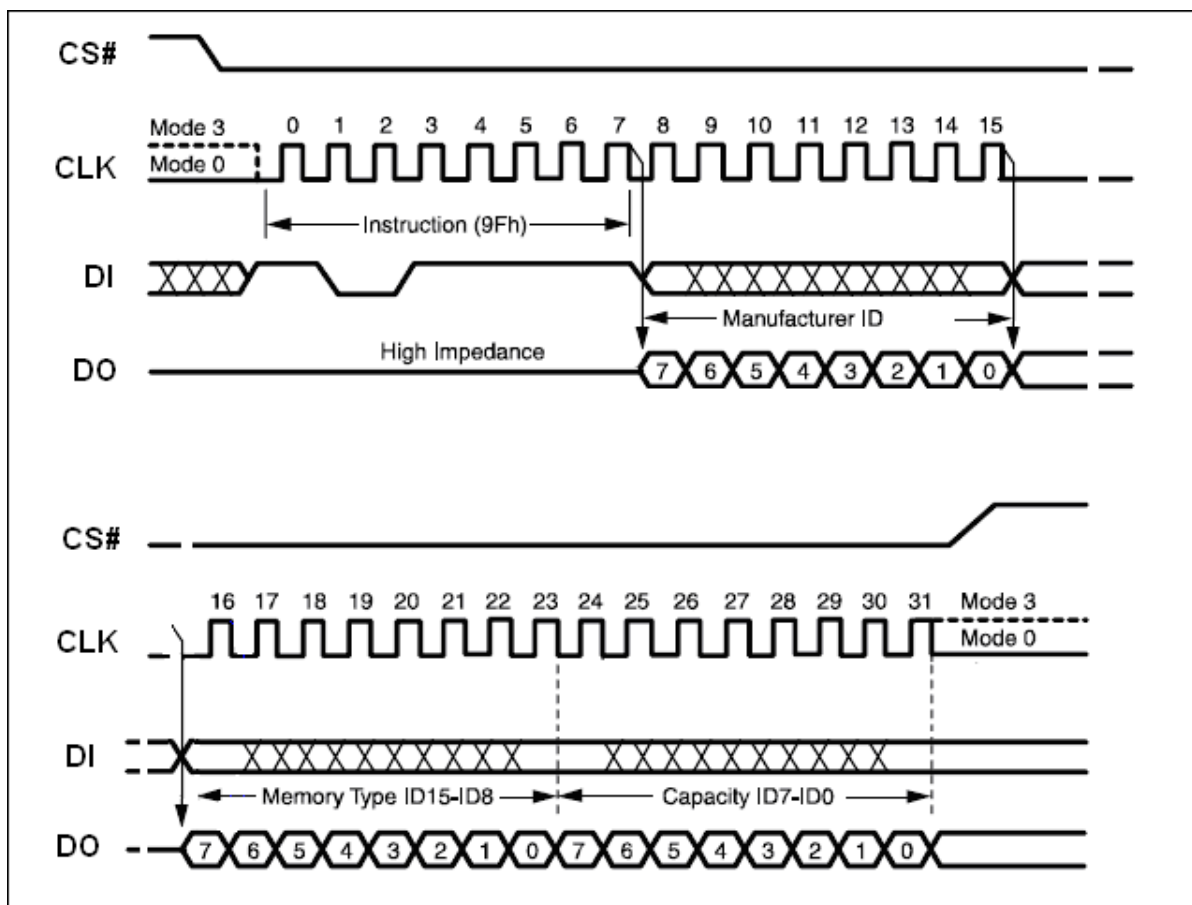 CS#
Mode 3 0 1 2 3 4 5 6 7 8 9 10 11 12 13 14 15
CLK Mode 0
Instruction (9Fh)
DI
Manufacturer ID
High Impedance
DO 7 6 5 4 3 2 1 0
CS#
16 17 18 19 20 21 22 23 24 25 26 27 28 29 30 31 Mode 3
CLK Mode 0
DI
Memory Type ID15-ID8 Capacity ID7-ID0
DO 7 6 5 4 3 2 1 0 7 6 5 4 3 2 1 0